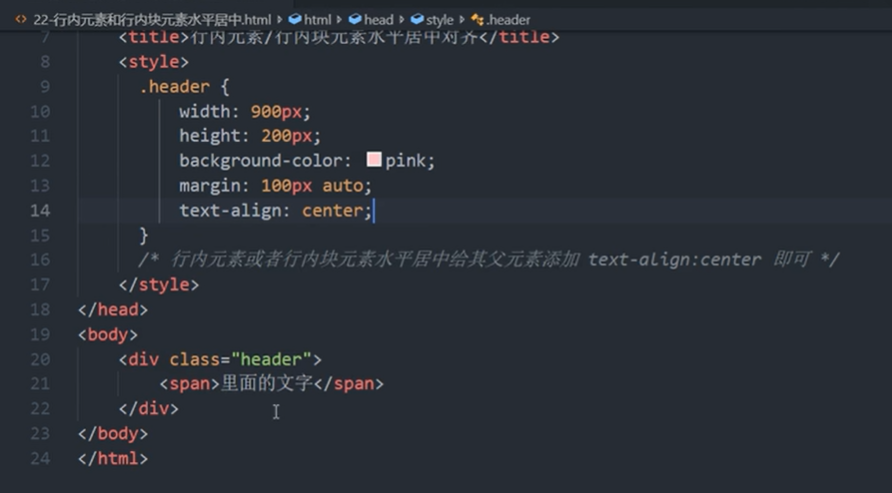 22-行内元素和行内块元素水平居中.html > html > head > style > .header
7 <title>行内元素/行内块元素水平居中对齐</title>
8 <style>
9 .header {
10 width: 900px;
11 height: 200px;
12 background-color: pink;
13 margin: 100px auto;
14 text-align: center;
15 }
16 /* 行内元素或者行内块元素水平居中给其父元素添加 text-align:center 即可 */
17 </style>
18 </head>
19 <body>
20 <div class="header">
21 <span>里面的文字</span>
22 </div>
23 </body>
24 </html>